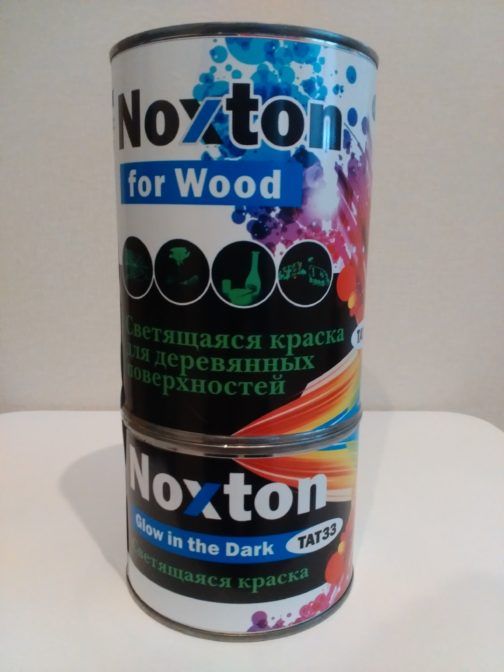 Noxton
for Wood
Светящаяся краска
для деревянных
поверхностей
Noxton
Glow in the Dark
TAT33
Светящаяся краска